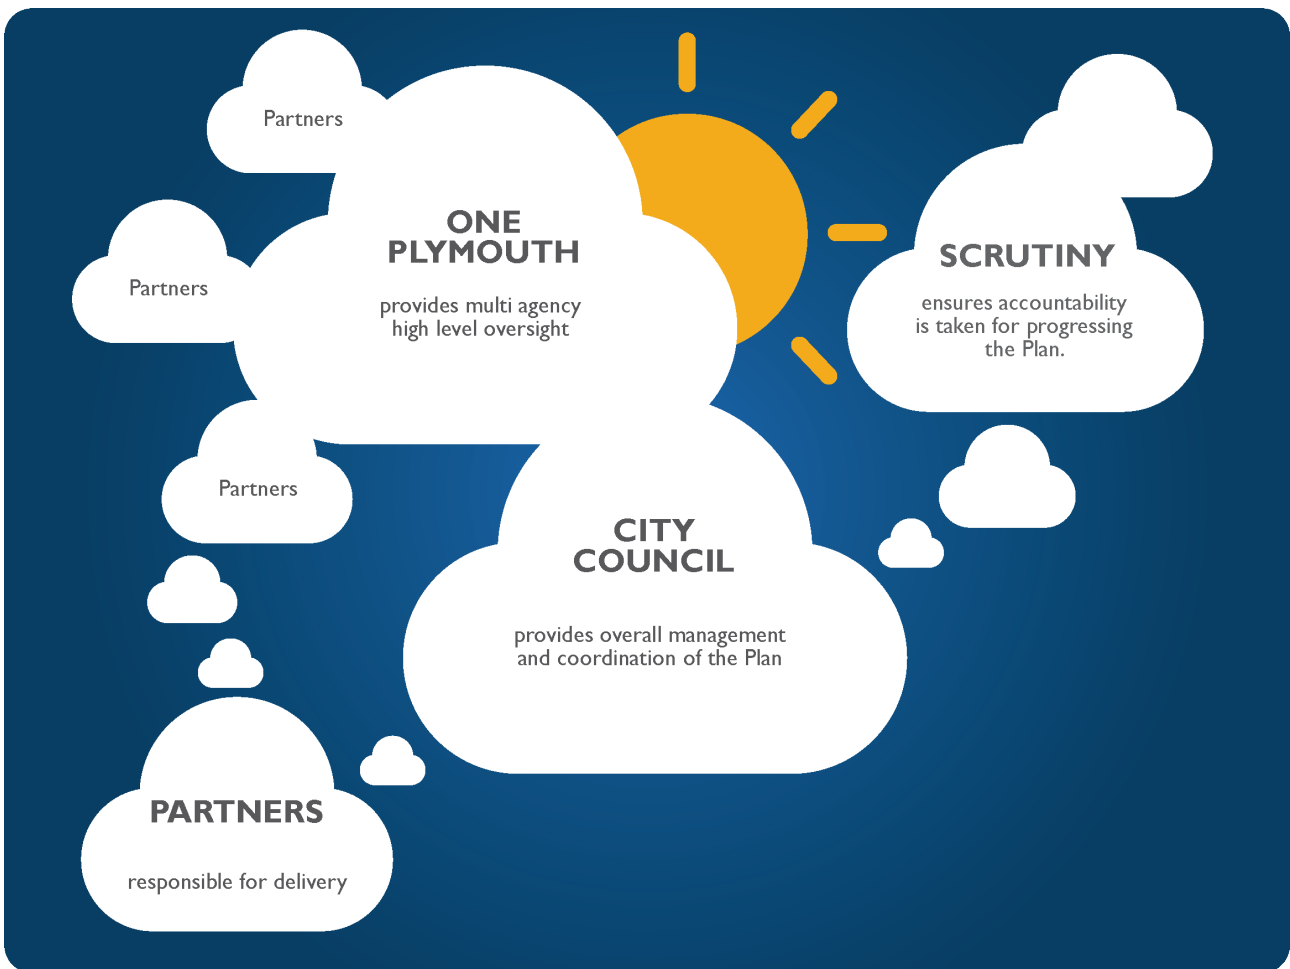 Partners
ONE
PLYMOUTH
provides multi agency
high level oversight
Partners
Partners
SCRUTINY
ensures accountability
is taken for progressing
the Plan.
CITY
COUNCIL
provides overall management
and coordination of the Plan
PARTNERS
responsible for delivery